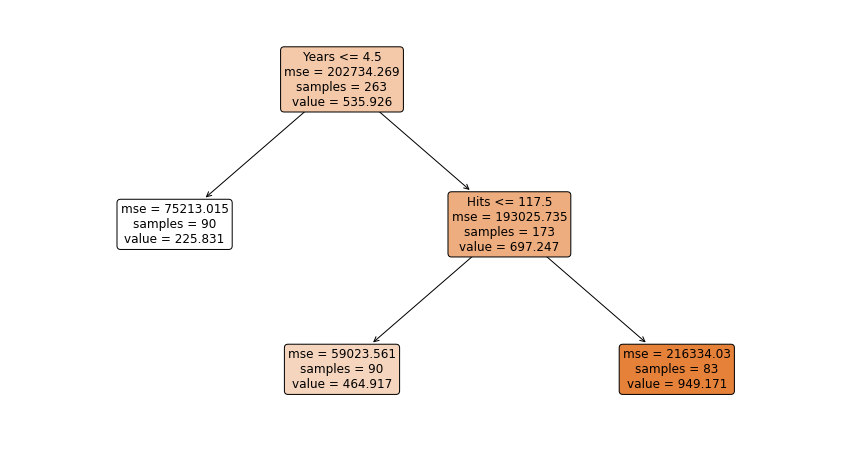 Years <= 4.5
mse = 202734.269
samples = 263
value = 535.926
mse = 75213.015
samples = 90
value = 225.831
Hits <= 117.5
mse = 193025.735
samples = 173
value = 697.247
mse = 59023.561
samples = 90
value = 464.917
mse = 216334.03
samples = 83
value = 949.171